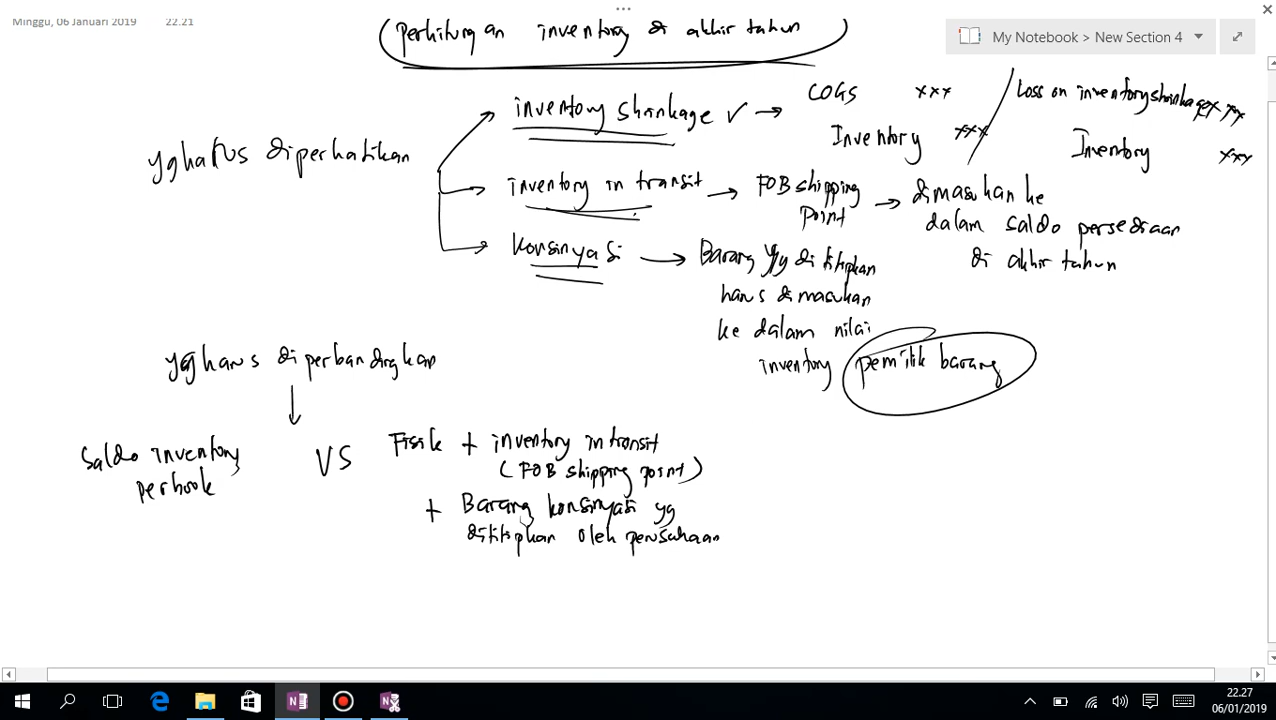 Minggu, 06 Januari 2019 22.21
My Notebook > New Section 4
perhitungan inventory di akhir tahun
yg harus diperhatikan
inventory shrinkage → COGS xxx
Inventory xxx
Loss on inventory shrinkage xxx
Inventory xxx
inventory in transit → FOB shipping
point → dimasukan ke
dalam saldo persediaan
di akhir tahun
konsinyasi → Barang yg dititipkan
harus dimasukan
ke dalam nilai
inventory pemilik barang
yg harus diperbandingkan
↓
Saldo inventory
perbook
VS
Fisik + inventory in transit
(FOB shipping point)
+ Barang konsinyasi yg
dititipkan oleh perusahaan
22.27
06/01/2019